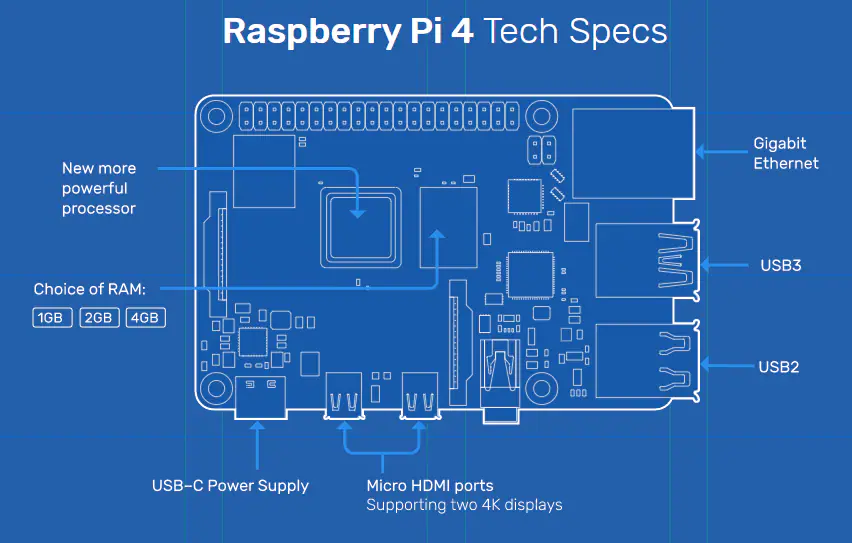 Raspberry Pi 4 Tech Specs
New more
powerful
processor
Gigabit
Ethernet
USB3
Choice of RAM:
1GB 2GB 4GB
USB2
USB–C Power Supply
Micro HDMI ports
Supporting two 4K displays